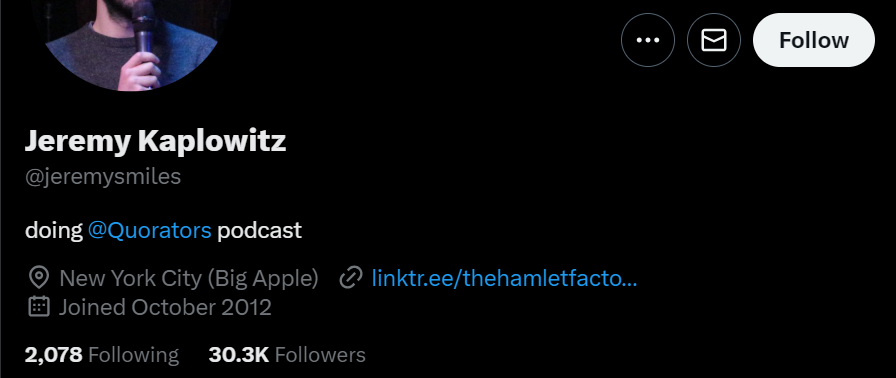 Follow
Jeremy Kaplowitz
@jeremysmiles
doing @Quorators podcast
New York City (Big Apple) linktr.ee/thehamletfacto...
Joined October 2012
2,078 Following 30.3K Followers